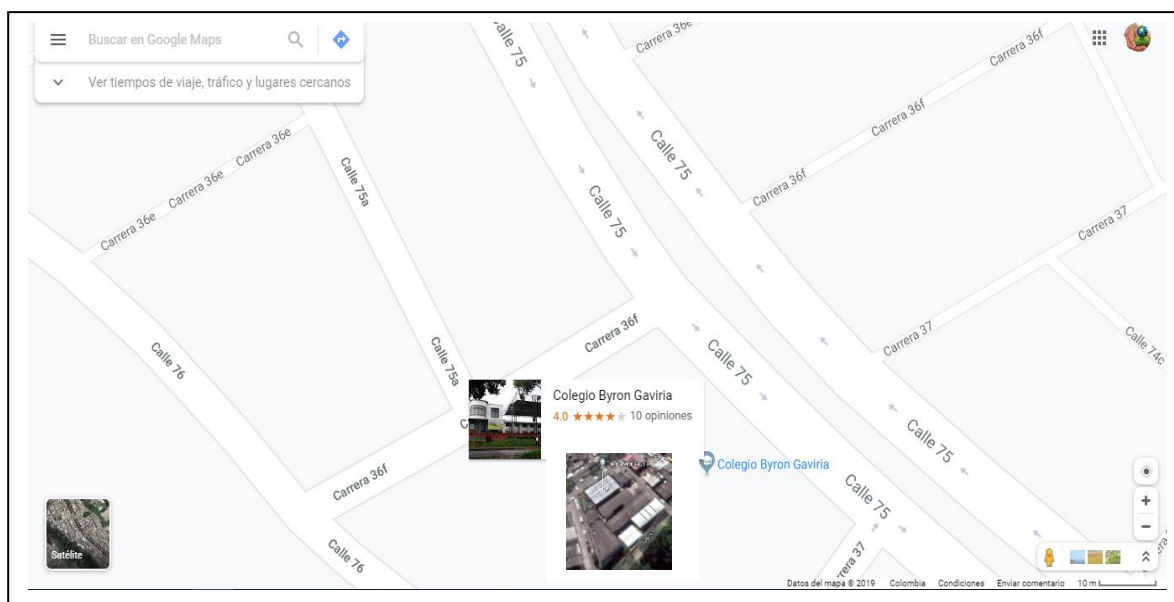 Buscar en Google Maps
Ver tiempos de viaje, tráfico y lugares cercanos
Calle 75
Carrera 36e
Carrera 36f
Carrera 36f
Carrera 36e
Carrera 36e
Carrera 36e
Calle 75a
Calle 75
Carrera 36f
Calle 75
Carrera 37
Calle 76
Calle 75a
Carrera 36f
Calle 75
Carrera 37
Calle 74c
Colegio Byron Gaviria
4.0 10 opiniones
Colegio Byron Gaviria
Carrera 36f
Calle 75
Calle 75
Calle 76
Satélite
Datos del mapa © 2019 Colombia Condiciones Enviar comentario 10 m